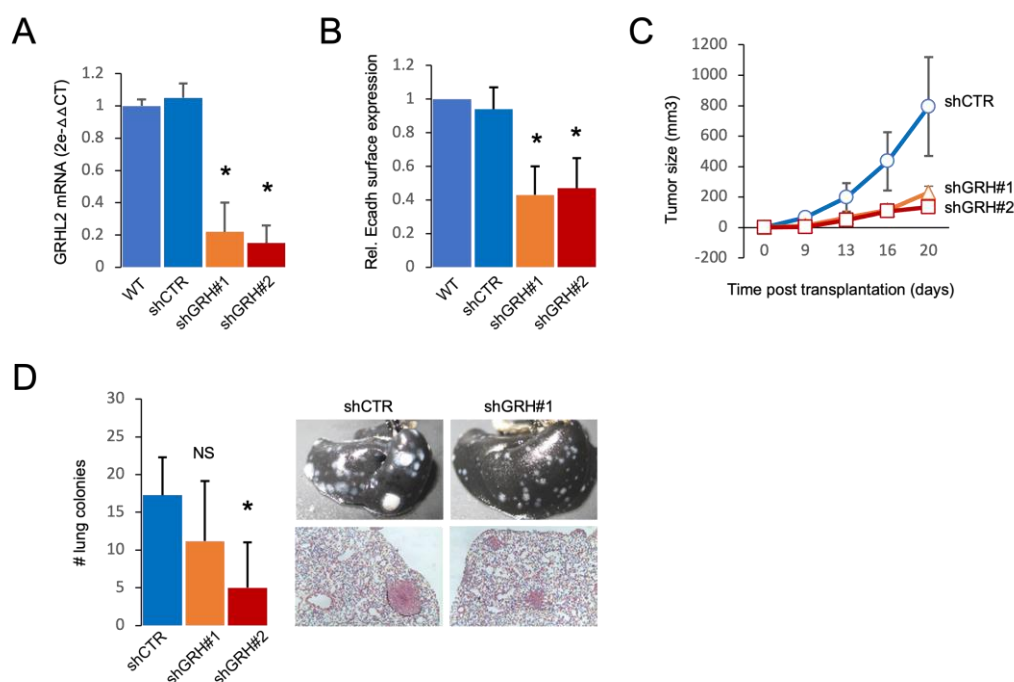 A
GRHL2 mRNA (2e-ΔΔCT)
1.2
1
0.8
0.6
0.4
0.2
0
*
*
WT
shCTR
shGRH#1
shGRH#2
B
Rel. Ecadh surface expression
1.2
1
0.8
0.6
0.4
0.2
0
*
*
WT
shCTR
shGRH#1
shGRH#2
C
Tumor size (mm3)
1200
1000
800
600
400
200
0
-200
shCTR
shGRH#1
shGRH#2
0 9 13 16 20
Time post transplantation (days)
D
# lung colonies
30
25
20
15
10
5
0
NS
*
shCTR
shGRH#1
shGRH#2
shCTR shGRH#1